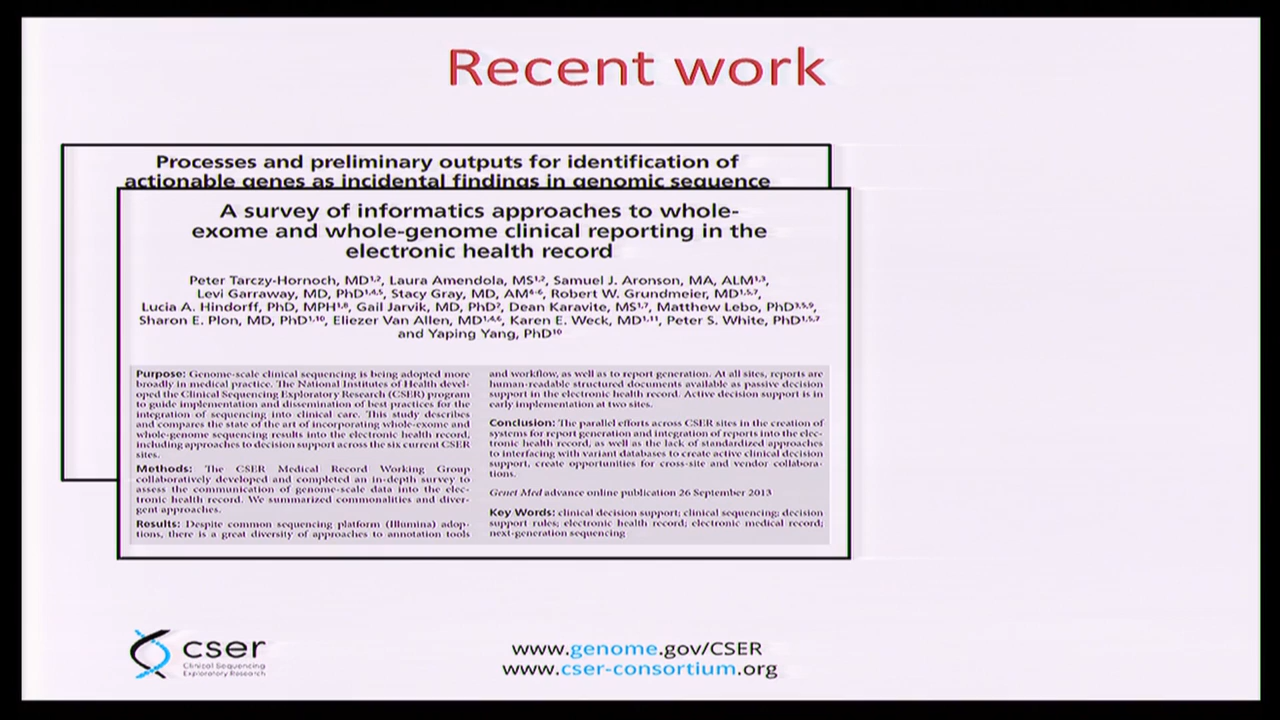 Recent work
Processes and preliminary outputs for identification of
actionable genes as incidental findings in genomic sequence
A survey of informatics approaches to whole-
exome and whole-genome clinical reporting in the
electronic health record
Peter Tarczy-Hornoch, MD¹,², Laura Amendola, MS¹,², Samuel J. Aronson, MA, ALM¹,³,
Levi Garraway, MD, PhD¹,⁴,⁵, Stacy Gray, MD, AM⁴⁻⁶, Robert W. Grundmeier, MD¹,⁵,⁷,
Lucia A. Hindorff, PhD, MPH¹,⁸, Gail Jarvik, MD, PhD², Dean Karavite, MS¹,⁷, Matthew Lebo, PhD³,⁵,⁹,
Sharon E. Plon, MD, PhD¹,¹⁰, Eliezer Van Allen, MD¹,⁴,⁶, Karen E. Weck, MD¹,¹¹, Peter S. White, PhD¹,⁵,⁷
and Yaping Yang, PhD¹⁰
Purpose: Genome-scale clinical sequencing is being adopted more
broadly in medical practice. The National Institutes of Health devel-
oped the Clinical Sequencing Exploratory Research (CSER) program
to guide implementation and dissemination of best practices for the
integration of sequencing into clinical care. This study describes
and compares the state of the art of incorporating whole-exome and
whole-genome sequencing results into the electronic health record,
including approaches to decision support across the six current CSER
sites.
Methods: The CSER Medical Record Working Group
collaboratively developed and completed an in-depth survey to
assess the communication of genome-scale data into the elec-
tronic health record. We summarized commonalities and diver-
gent approaches.
Results: Despite common sequencing platform (Illumina) adop-
tions, there is a great diversity of approaches to annotation tools
and workflow, as well as to report generation. At all sites, reports are
human-readable structured documents available as passive decision
support in the electronic health record. Active decision support is in
early implementation at two sites.
Conclusion: The parallel efforts across CSER sites in the creation of
systems for report generation and integration of reports into the elec-
tronic health record, as well as the lack of standardized approaches
to interfacing with variant databases to create active clinical decision
support, create opportunities for cross-site and vendor collabora-
tions.
Genet Med advance online publication 26 September 2013
Key Words: clinical decision support; clinical sequencing; decision
support rules; electronic health record; electronic medical record;
next-generation sequencing
cser
Clinical Sequencing
Exploratory Research
www.genome.gov/CSER
www.cser-consortium.org